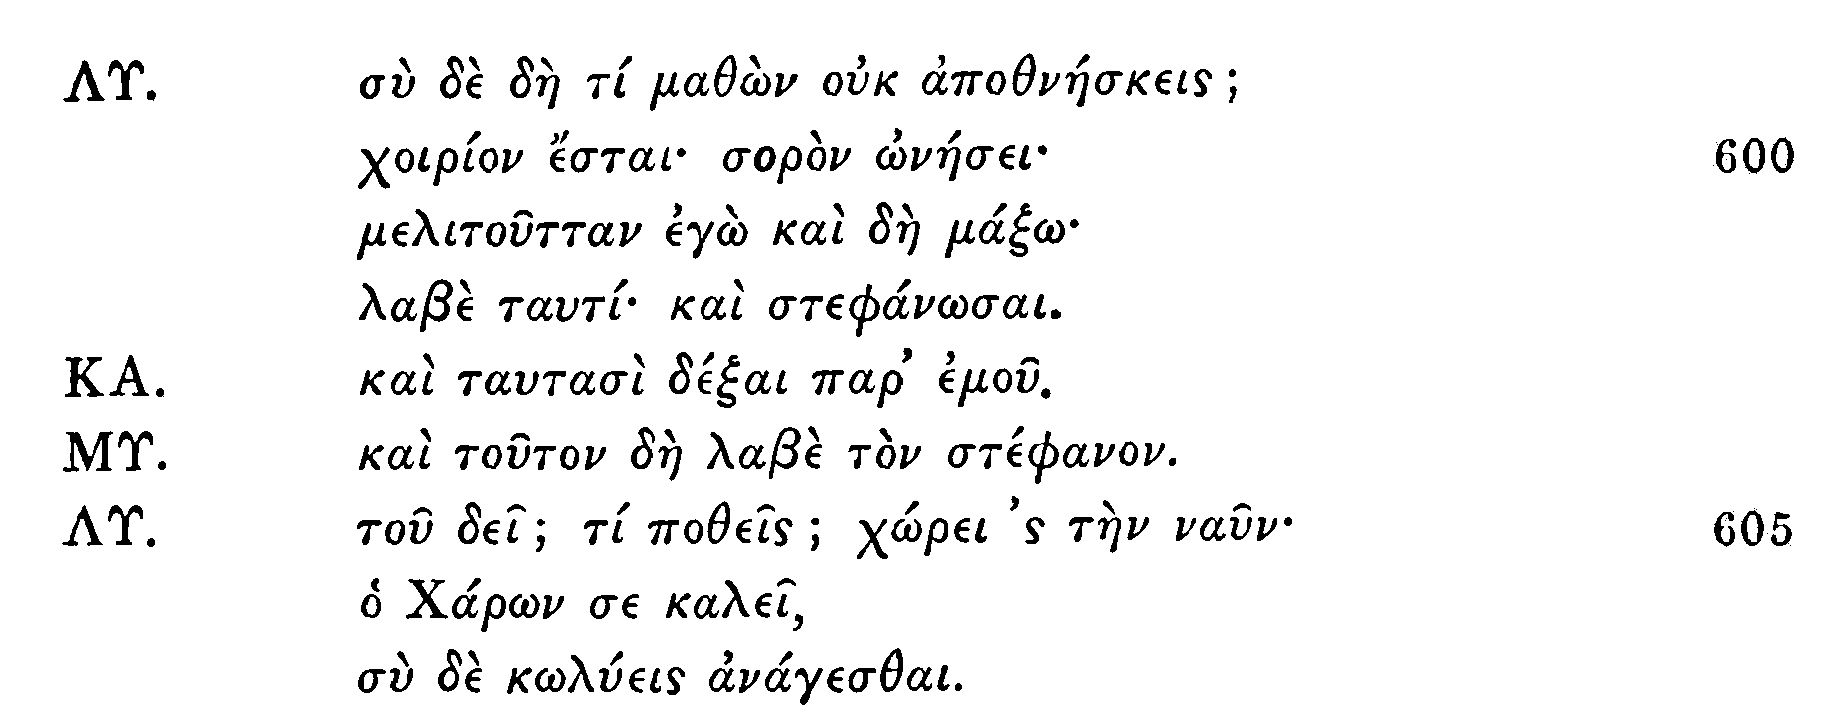 ΛΥ. σὺ δὲ δὴ τί μαθὼν οὐκ ἀποθνήσκεις ;
χοιρίον ἔσται· σορὸν ὠνήσει· 600
μελιτοῦτταν ἐγὼ καὶ δὴ μάξω·
λαβὲ ταυτί· καὶ στεφάνωσαι.
ΚΑ. καὶ ταυτασὶ δέξαι παρ’ ἐμοῦ.
ΜΥ. καὶ τοῦτον δὴ λαβὲ τὸν στέφανον.
ΛΥ. τοῦ δεῖ ; τί ποθεῖς ; χώρει ’ς τὴν ναῦν· 605
ὁ Χάρων σε καλεῖ,
σὺ δὲ κωλύεις ἀνάγεσθαι.